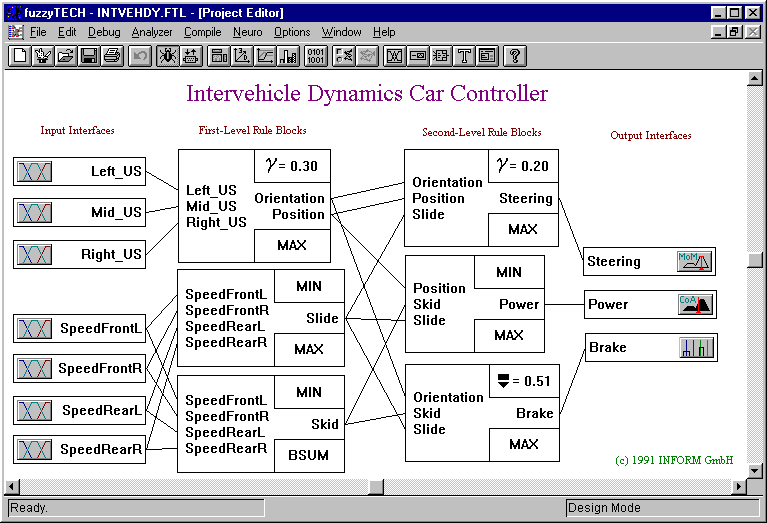 fuzzyTECH - INTVEHDY.FTL - [Project Editor]
File Edit Debug Analyzer Compile Neuro Options Window Help
0101
1001
Intervehicle Dynamics Car Controller
Input Interfaces
First-Level Rule Blocks
Second-Level Rule Blocks
Output Interfaces
Left_US
Mid_US
Right_US
SpeedFrontL
SpeedFrontR
SpeedRearL
SpeedRearR
γ = 0.30
Left_US
Mid_US
Right_US
Orientation
Position
MAX
MIN
SpeedFrontL
SpeedFrontR
SpeedRearL
SpeedRearR
Slide
MAX
MIN
SpeedFrontL
SpeedFrontR
SpeedRearL
SpeedRearR
Skid
BSUM
γ = 0.20
Orientation
Position
Slide
Steering
MAX
MIN
Position
Skid
Slide
Power
MAX
= 0.51
Orientation
Skid
Slide
Brake
MAX
Steering
MoM
Power
CoA
Brake
(c) 1991 INFORM GmbH
Ready.
Design Mode